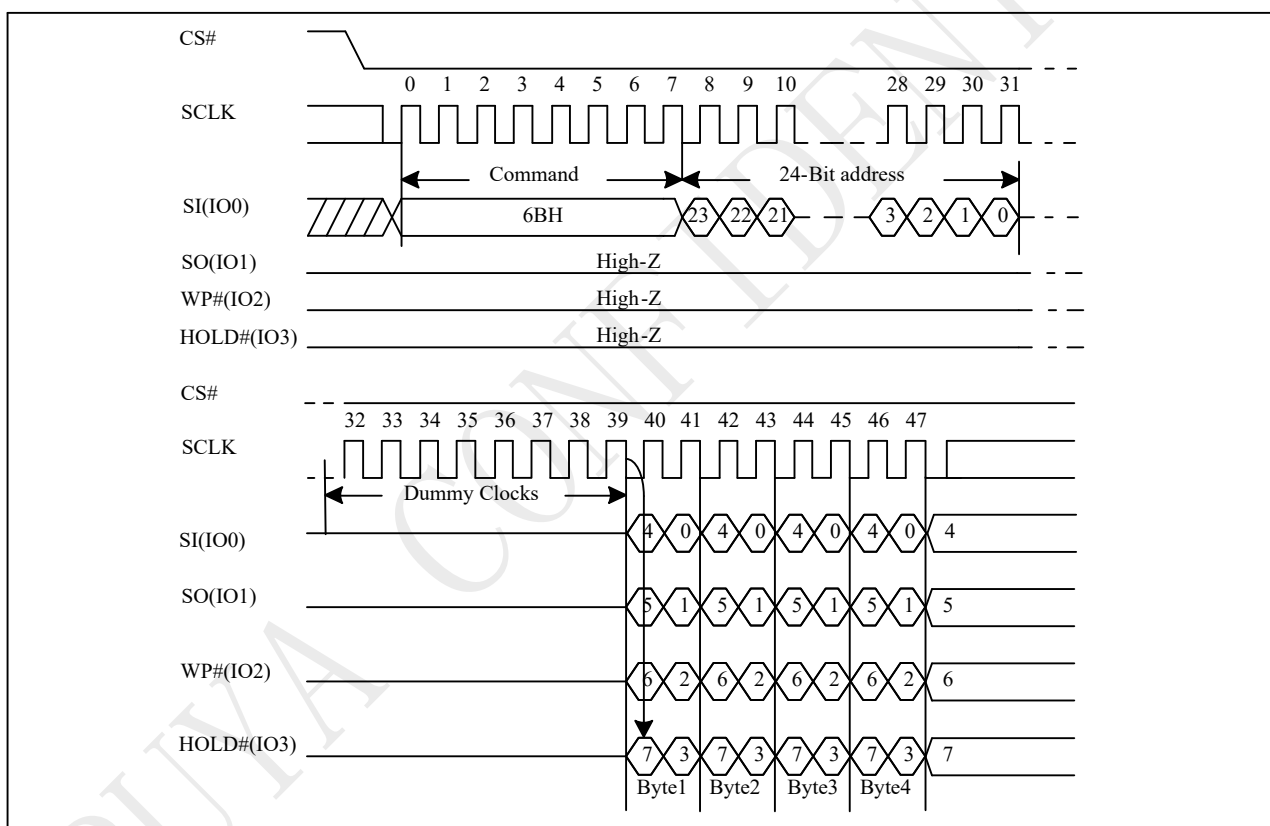 CS#
0 1 2 3 4 5 6 7 8 9 10 28 29 30 31
SCLK
Command 24-Bit address
SI(IO0) 6BH 23 22 21 3 2 1 0
SO(IO1) High-Z
WP#(IO2) High-Z
HOLD#(IO3) High-Z
CS#
32 33 34 35 36 37 38 39 40 41 42 43 44 45 46 47
SCLK
Dummy Clocks
SI(IO0) 4 0 4 0 4 0 4 0 4
SO(IO1) 5 1 5 1 5 1 5 1 5
WP#(IO2) 6 2 6 2 6 2 6 2 6
HOLD#(IO3) 7 3 7 3 7 3 7 3 7
Byte1 Byte2 Byte3 Byte4